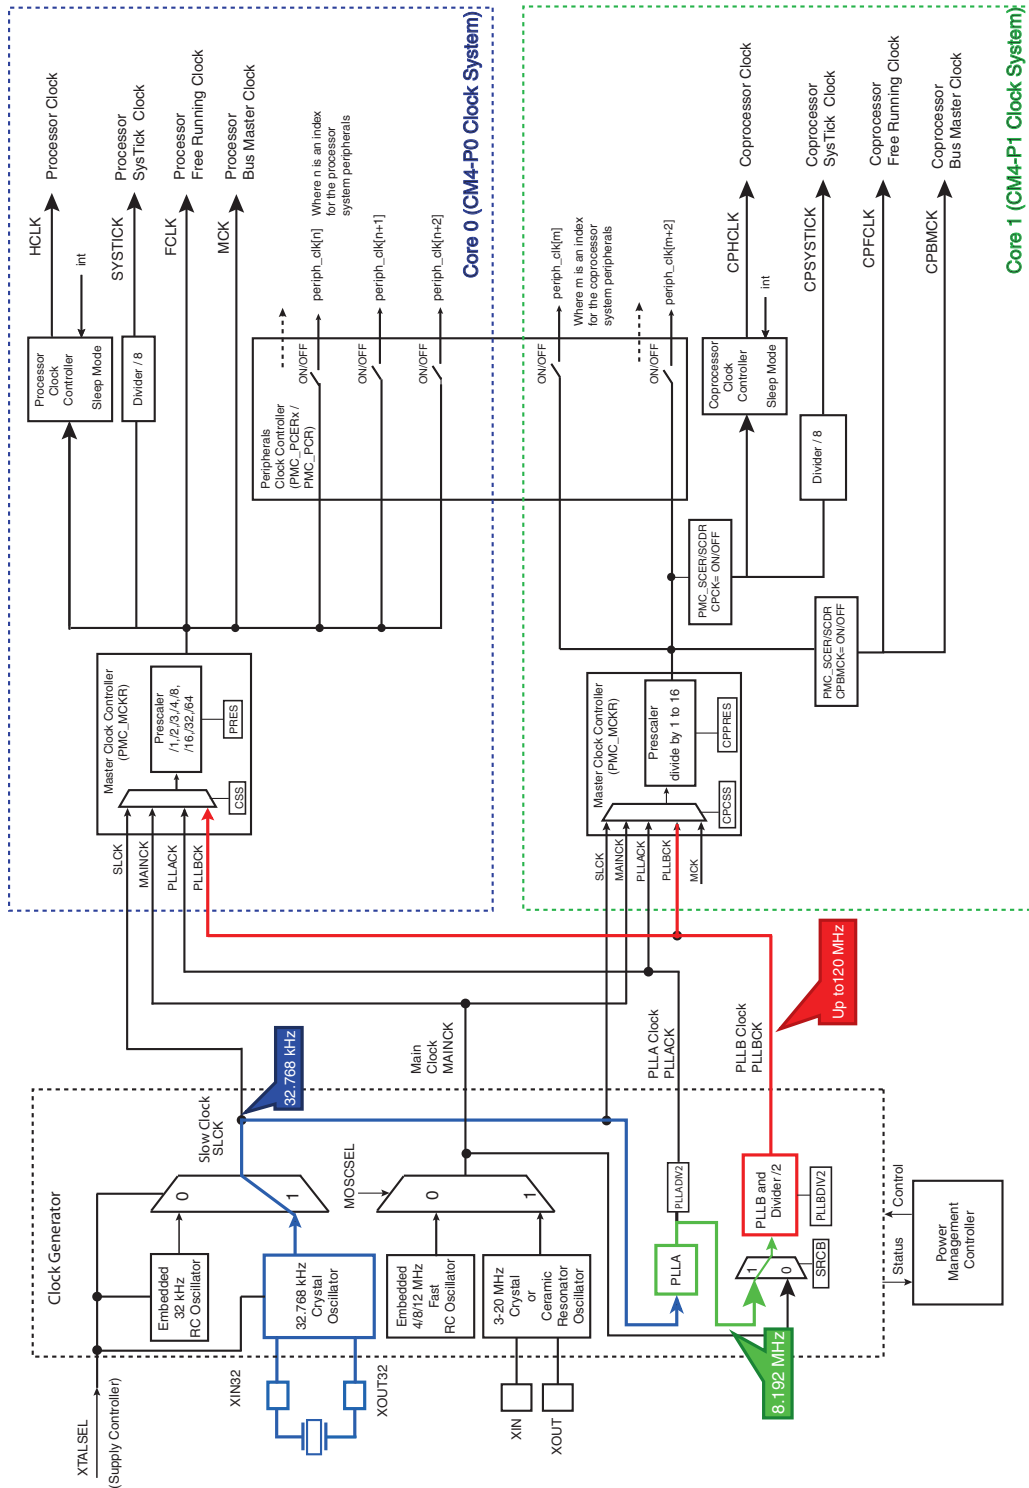 XTALSEL
(Supply Controller)
Clock Generator
Embedded
32 kHz
RC Oscillator
0
1
Slow Clock
SLCK
32.768 kHz
XIN32
XOUT32
32.768 kHz
Crystal
Oscillator
MOSCSEL
Embedded
4/8/12 MHz
Fast
RC Oscillator
0
1
3-20 MHz
Crystal
or
Ceramic
Resonator
Oscillator
XIN
XOUT
Main
Clock
MAINCK
PLLA
PLLADIV2
PLLA Clock
PLLACK
8.192 MHz
1
0
SRCB
PLLB and
Divider /2
PLLBDIV2
PLLB Clock
PLLBCK
Up to120 MHz
Status
Control
Power
Management
Controller
SLCK
MAINCK
PLLACK
PLLBCK
Master Clock Controller
(PMC_MCKR)
Prescaler
/1,/2,/3,/4,/8,
/16,/32,/64
CSS
PRES
Processor
Clock
Controller
Sleep Mode
int
Divider / 8
HCLK
Processor Clock
SYSTICK
Processor
SysTick Clock
FCLK
Processor
Free Running Clock
MCK
Processor
Bus Master Clock
Peripherals
Clock Controller
(PMC_PCERx /
PMC_PCR)
ON/OFF
periph_clk[n]
Where n is an index
for the processor
system peripherals
ON/OFF
periph_clk[n+1]
ON/OFF
periph_clk[n+2]
Core 0 (CM4-P0 Clock System)
SLCK
MAINCK
PLLACK
PLLBCK
MCK
Master Clock Controller
(PMC_MCKR)
Prescaler
divide by 1 to 16
CPCSS
CPPRES
ON/OFF
periph_clk[m]
Where m is an index
for the coprocessor
system peripherals
ON/OFF
periph_clk[m+2]
PMC_SCER/SCDR
CPCK= ON/OFF
PMC_SCER/SCDR
CPBMCK= ON/OFF
Coprocessor
Clock
Controller
Sleep Mode
int
Divider / 8
CPHCLK
Coprocessor Clock
CPSYSTICK
Coprocessor
SysTick Clock
CPFCLK
Coprocessor
Free Running Clock
CPBMCK
Coprocessor
Bus Master Clock
Core 1 (CM4-P1 Clock System)